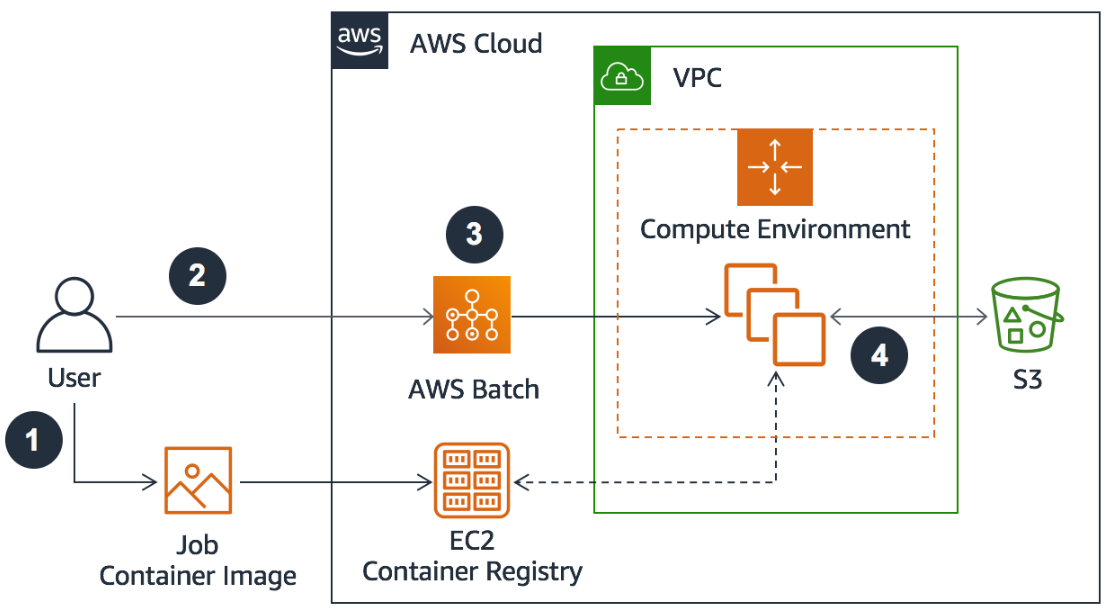 aws
AWS Cloud
VPC
3
Compute Environment
2
User
AWS Batch
4
S3
1
Job
Container Image
EC2
Container Registry